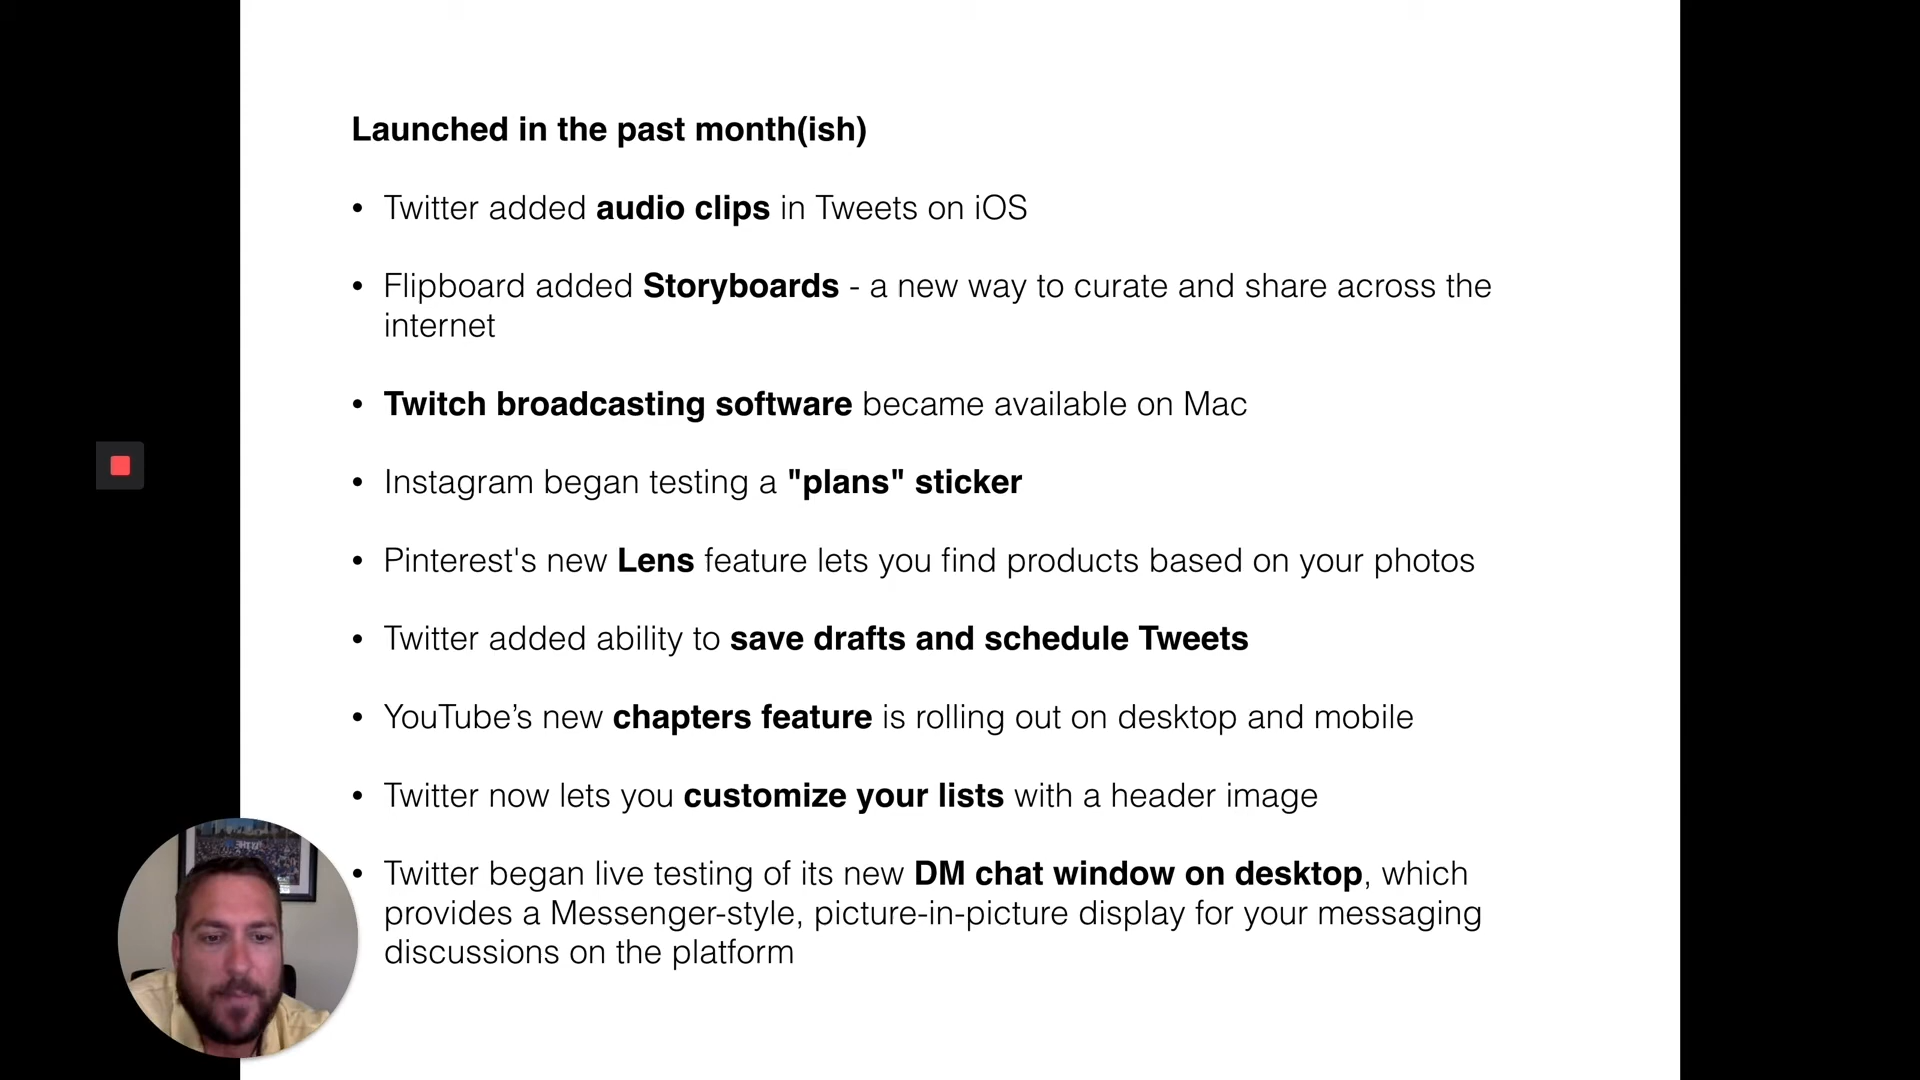 Launched in the past month(ish)
• Twitter added audio clips in Tweets on iOS
• Flipboard added Storyboards - a new way to curate and share across the
internet
• Twitch broadcasting software became available on Mac
• Instagram began testing a "plans" sticker
• Pinterest's new Lens feature lets you find products based on your photos
• Twitter added ability to save drafts and schedule Tweets
• YouTube’s new chapters feature is rolling out on desktop and mobile
• Twitter now lets you customize your lists with a header image
• Twitter began live testing of its new DM chat window on desktop, which
provides a Messenger-style, picture-in-picture display for your messaging
discussions on the platform